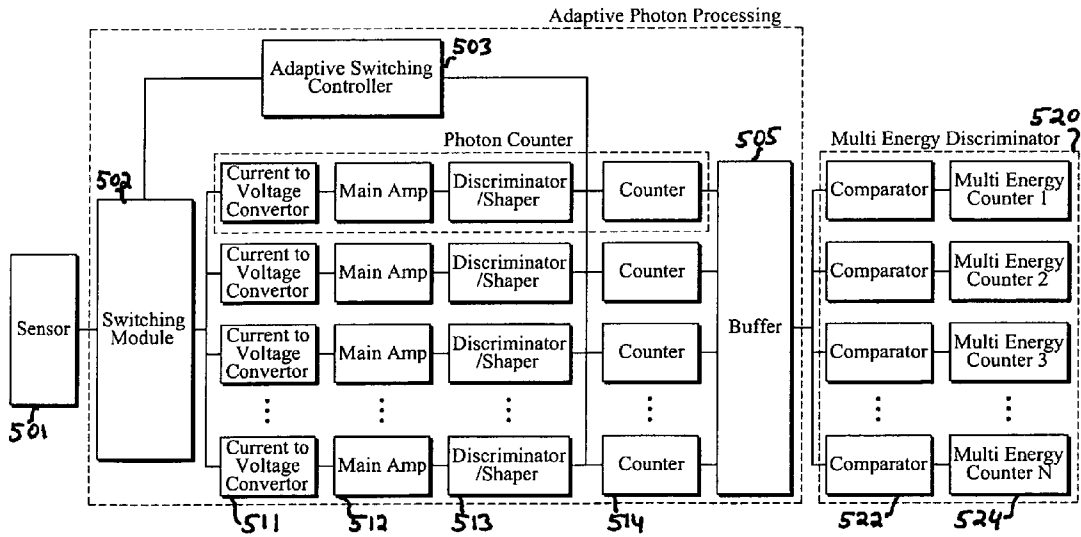 Adaptive Photon Processing
503
Adaptive Switching
Controller
520
Photon Counter
505
Multi Energy Discriminator
502
Current to
Voltage
Convertor
Main Amp
Discriminator
/Shaper
Counter
Comparator
Multi Energy
Counter 1
Current to
Voltage
Convertor
Main Amp
Discriminator
/Shaper
Counter
Comparator
Multi Energy
Counter 2
Sensor
Switching
Module
Buffer
Current to
Voltage
Convertor
Main Amp
Discriminator
/Shaper
Counter
Comparator
Multi Energy
Counter 3
501
Current to
Voltage
Convertor
Main Amp
Discriminator
/Shaper
Counter
Comparator
Multi Energy
Counter N
511
512
513
514
522
524